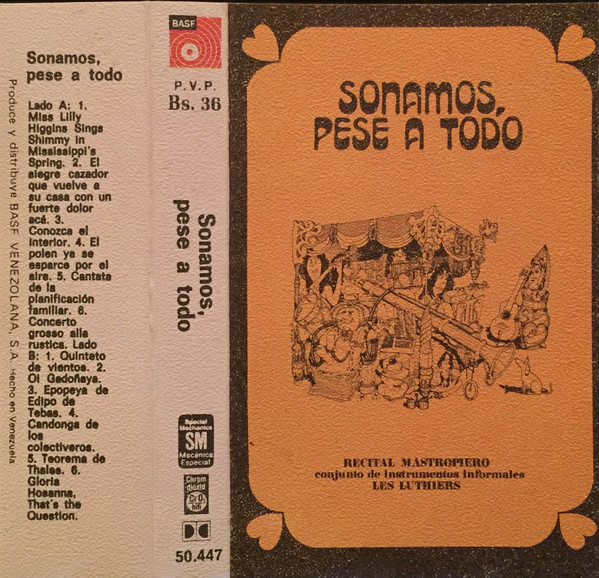 Sonamos,
pese a todo
Lado A: 1.
Miss Lilly
Higgins Sings
Shimmy in
Mississippi's
Spring. 2. El
alegre cazador
que vuelve a
su casa con un
fuerte dolor
acá. 3.
Conozca el
Interior. 4. El
polen ya se
esparce por el
aire. 5. Cantata
de la
planificación
familiar. 6.
Concerto
grosso alla
rustica. Lado
B: 1. Quinteto
de vientos. 2.
Oi Gadoñaya.
3. Epopeya de
Edipo de
Tebas. 4.
Candonga de
los
colectiveros.
5. Teorema de
Thales. 6.
Gloria
Hosanna,
That's the
Question.
Produce y distribuye BASF VENEZOLANA, S.A. Hecho en Venezuela
BASF
P.V.P.
Bs. 36
Sonamos,
pese a todo
Special
Mechanics
SM
Mecánica
Especial
Chrom
dioxid
Cr O2
hifi
50.447
SONAMOS,
PESE A TODO
RECITAL MASTROPIERO
conjunto de instrumentos informales
LES LUTHIERS